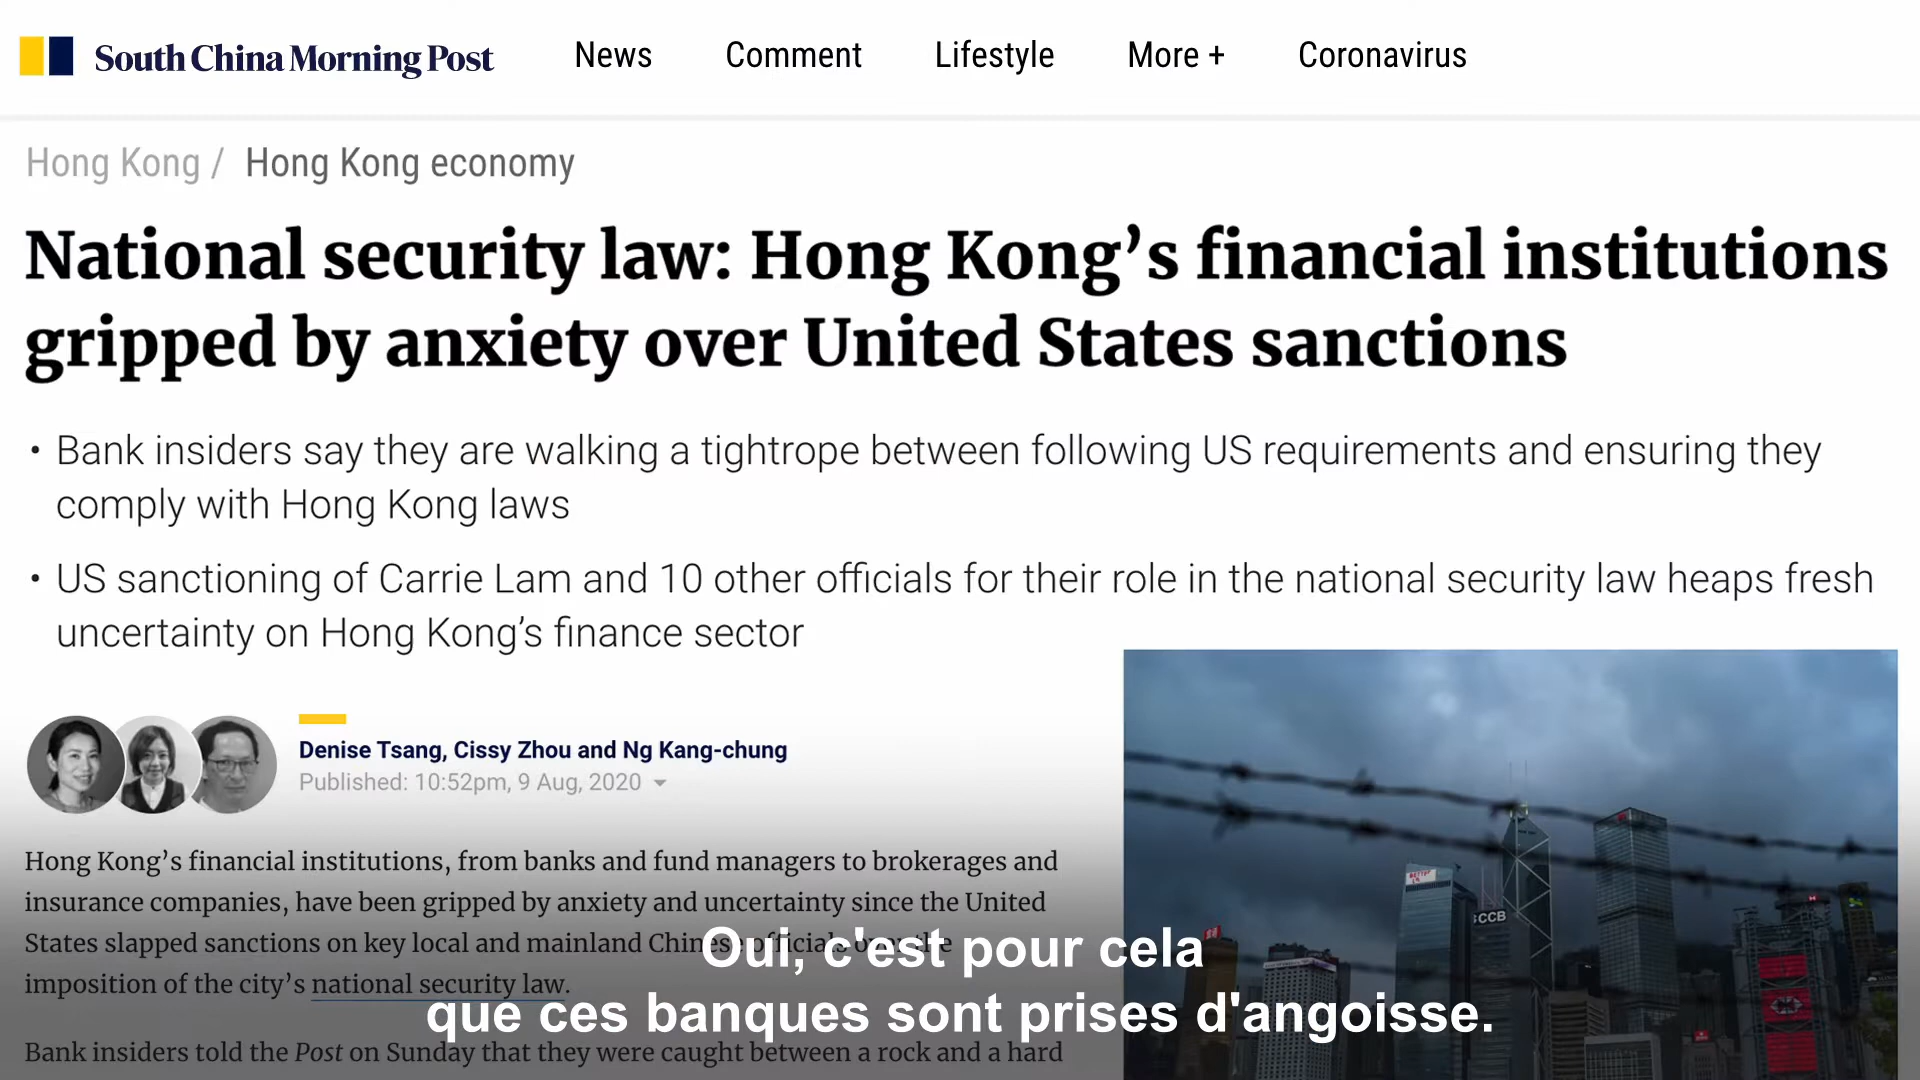 South China Morning Post
News Comment Lifestyle More + Coronavirus
Hong Kong / Hong Kong economy
National security law: Hong Kong’s financial institutions
gripped by anxiety over United States sanctions
• Bank insiders say they are walking a tightrope between following US requirements and ensuring they
comply with Hong Kong laws
• US sanctioning of Carrie Lam and 10 other officials for their role in the national security law heaps fresh
uncertainty on Hong Kong’s finance sector
Denise Tsang, Cissy Zhou and Ng Kang-chung
Published: 10:52pm, 9 Aug, 2020
Hong Kong’s financial institutions, from banks and fund managers to brokerages and
insurance companies, have been gripped by anxiety and uncertainty since the United
States slapped sanctions on key local and mainland Chinese officials over the
imposition of the city’s national security law.
Bank insiders told the Post on Sunday that they were caught between a rock and a hard
CCB
Oui, c'est pour cela
que ces banques sont prises d'angoisse.